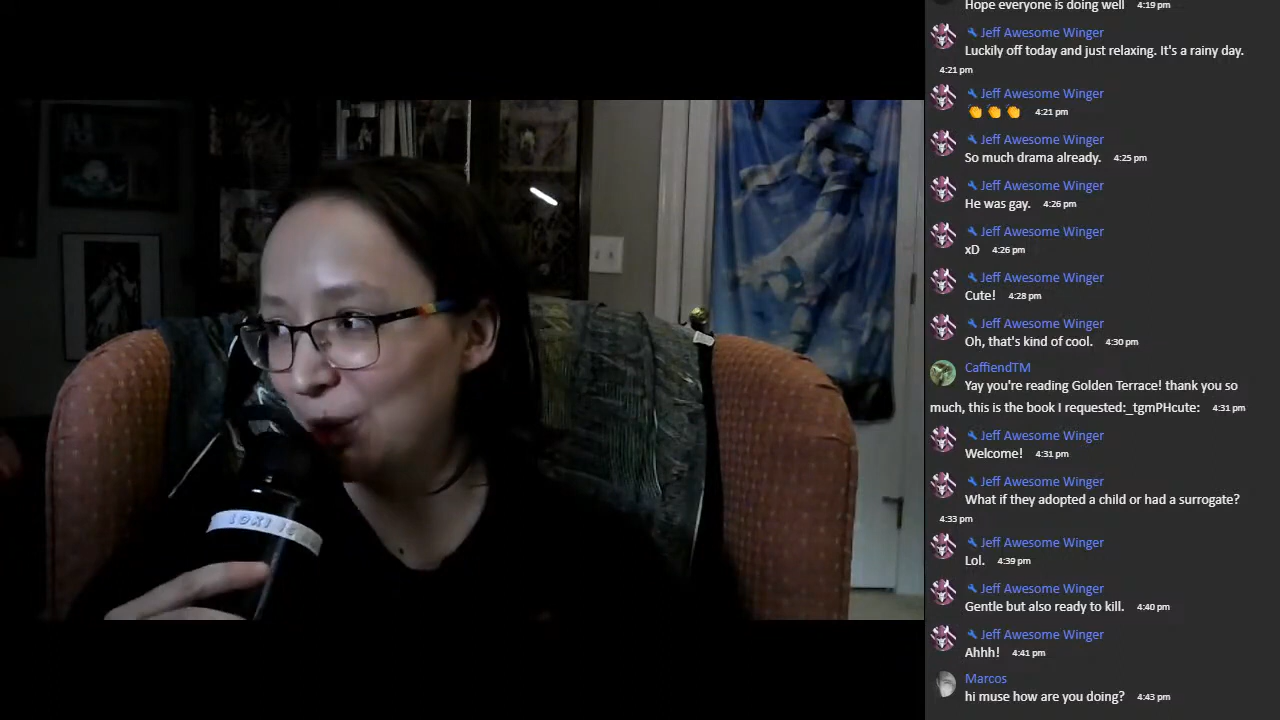 Hope everyone is doing well 4:19 pm
Jeff Awesome Winger
Luckily off today and just relaxing. It's a rainy day.
4:21 pm
Jeff Awesome Winger
👏 👏 👏 4:21 pm
Jeff Awesome Winger
So much drama already. 4:25 pm
Jeff Awesome Winger
He was gay. 4:26 pm
Jeff Awesome Winger
xD 4:26 pm
Jeff Awesome Winger
Cute! 4:28 pm
Jeff Awesome Winger
Oh, that's kind of cool. 4:30 pm
CaffiendTM
Yay you're reading Golden Terrace! thank you so
much, this is the book I requested:_tgmPHcute: 4:31 pm
Jeff Awesome Winger
Welcome! 4:31 pm
Jeff Awesome Winger
What if they adopted a child or had a surrogate?
4:33 pm
Jeff Awesome Winger
Lol. 4:39 pm
Jeff Awesome Winger
Gentle but also ready to kill. 4:40 pm
Jeff Awesome Winger
Ahhh! 4:41 pm
Marcos
hi muse how are you doing? 4:43 pm